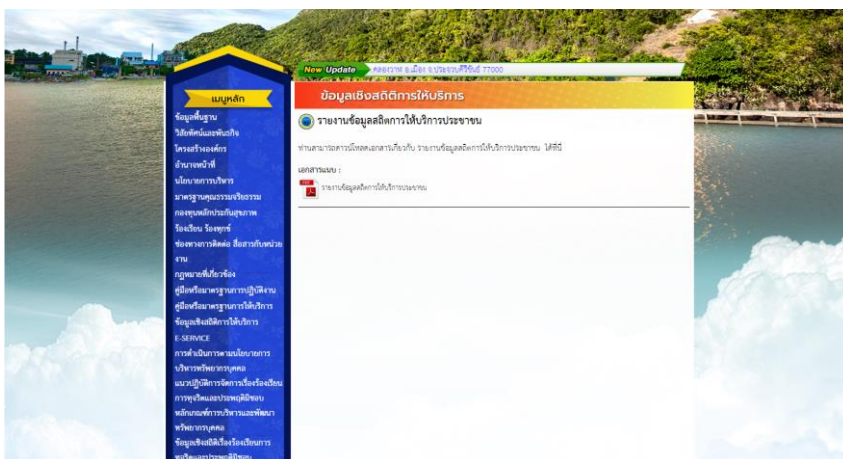 New Update คลองวาฬ อ.เมือง จ.ประจวบคีรีขันธ์ 77000
เมนูหลัก
ข้อมูลพื้นฐาน
วิสัยทัศน์และพันธกิจ
โครงสร้างองค์กร
อำนาจหน้าที่
นโยบายการบริหาร
มาตรฐานคุณธรรมจริยธรรม
กองทุนหลักประกันสุขภาพ
ร้องเรียน ร้องทุกข์
ช่องทางการติดต่อ สื่อสารกับหน่วย
งาน
กฎหมายที่เกี่ยวข้อง
คู่มือหรือมาตรฐานการปฏิบัติงาน
คู่มือหรือมาตรฐานการให้บริการ
ข้อมูลเชิงสถิติการให้บริการ
E-SERVICE
การดำเนินการตามนโยบายการ
บริหารทรัพยากรบุคคล
แนวปฏิบัติการจัดการเรื่องร้องเรียน
การทุจริตและประพฤติมิชอบ
หลักเกณฑ์การบริหารและพัฒนา
ทรัพยากรบุคคล
ข้อมูลเชิงสถิติเรื่องร้องเรียนการ
ทุจริตและประพฤติมิชอบ
ข้อมูลเชิงสถิติการให้บริการ
รายงานข้อมูลสถิตการให้บริการประชาขน
ท่านสามารถดาวน์โหลดเอกสารเกี่ยวกับ รายงานข้อมูลสถิตการให้บริการประชาขน ได้ที่นี่
เอกสารแนบ :
รายงานข้อมูลสถิตการให้บริการประชาขน